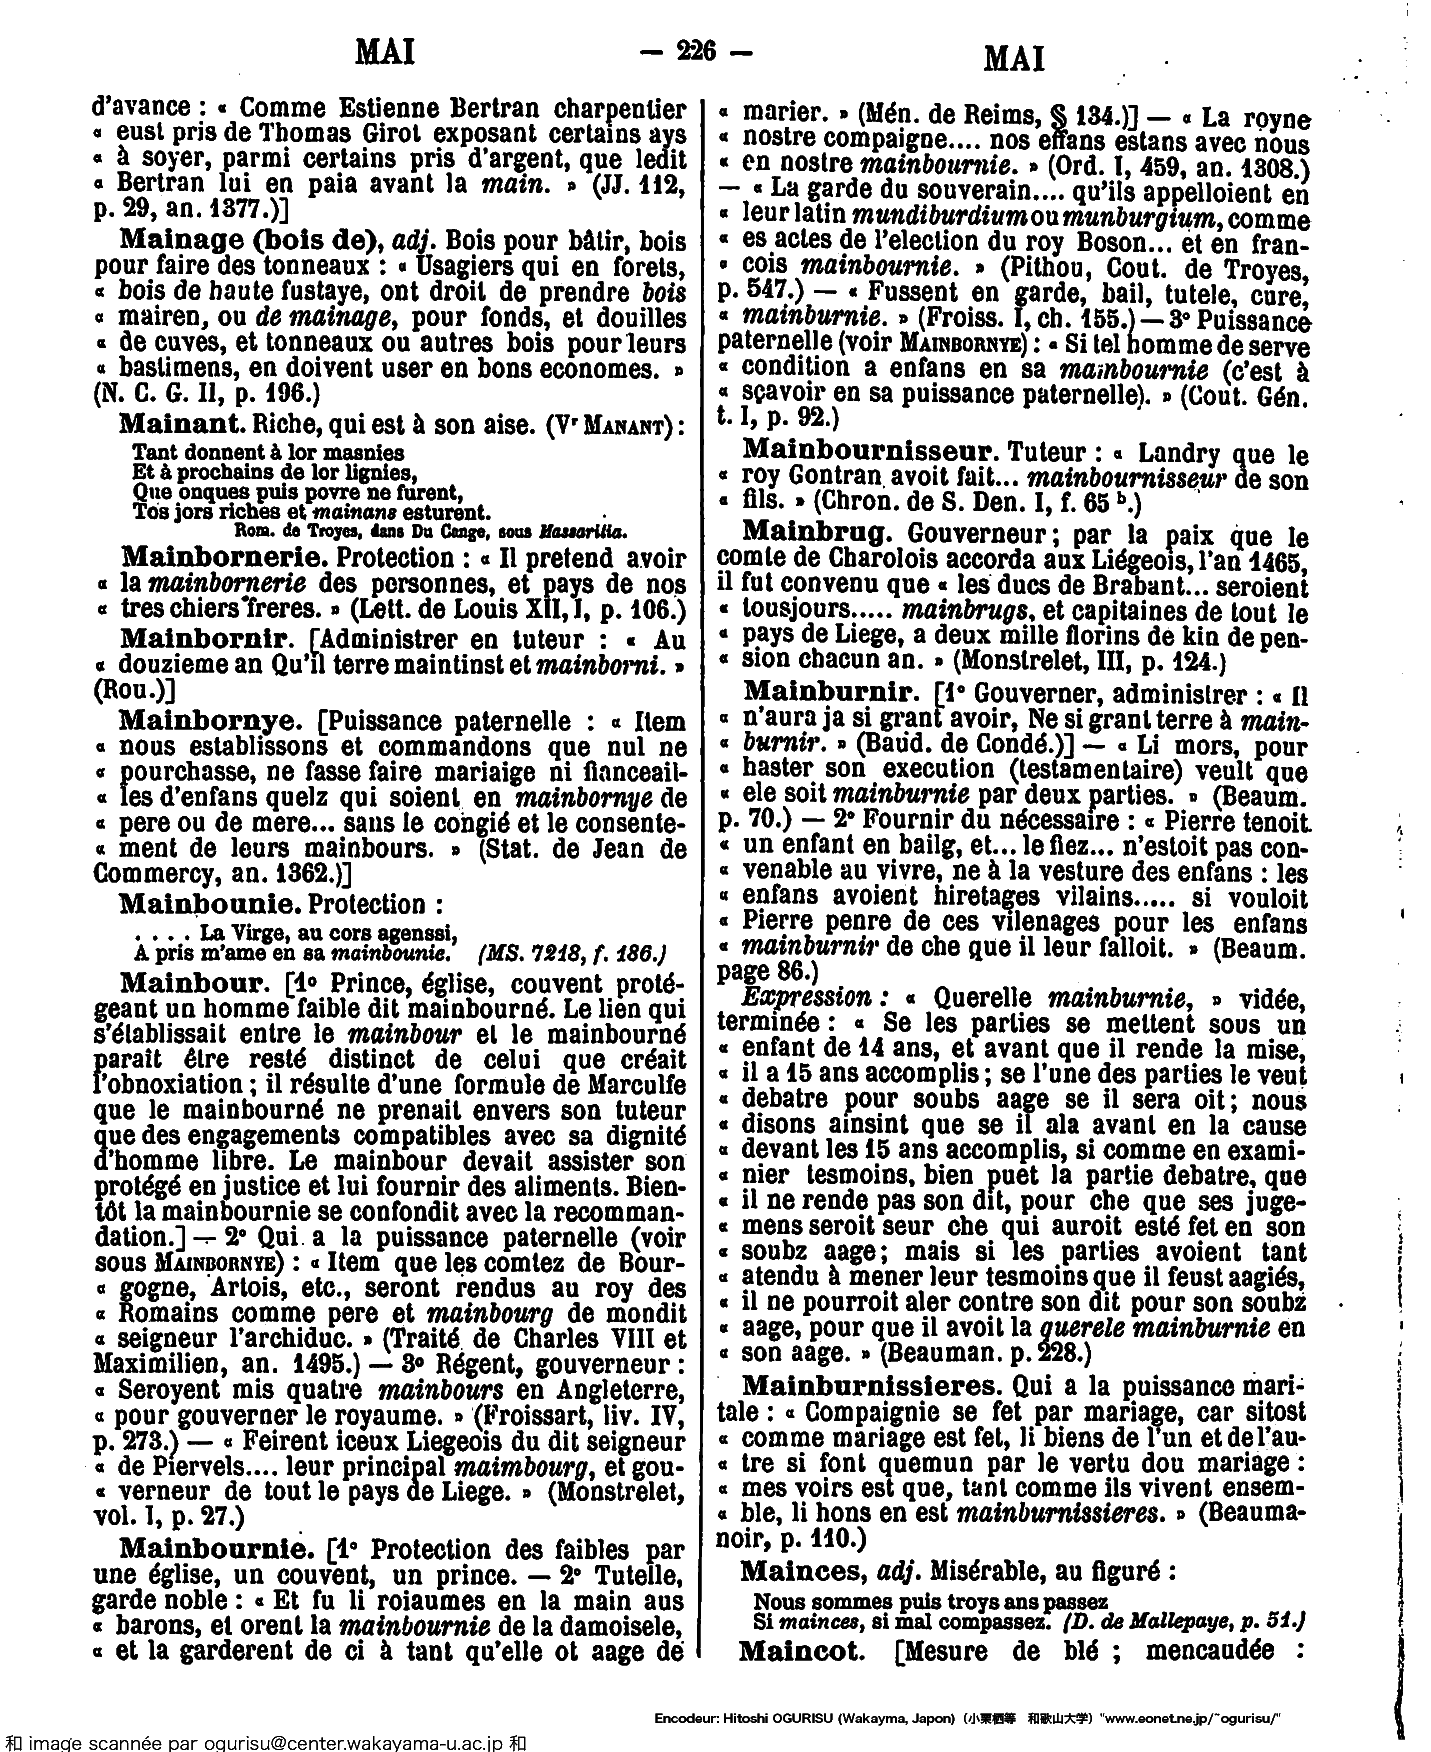 MAI
— 226 —
MAI
d'avance : « Comme Estienne Bertran charpentier
« eust pris de Thomas Girot exposant certains ays
« à soyer, parmi certains pris d'argent, que ledit
« Bertran lui en paia avant la main. » (JJ. 112,
p. 29, an. 1377.)]
Mainage (bois de), adj. Bois pour bâtir, bois
pour faire des tonneaux : « Usagiers qui en forets,
« bois de haute fustaye, ont droit de prendre bois
« mairen, ou de mainage, pour fonds, et douilles
« de cuves, et tonneaux ou autres bois pour leurs
« bastimens, en doivent user en bons economes. »
(N. C. G. II, p. 196.)
Mainant. Riche, qui est à son aise. (Vr MANANT) :
Tant donnent à lor masnies
Et à prochains de lor lignies,
Que onques puis povre ne furent,
Tos jors riches et mainans esturent.
Rom. de Troyes, dans Du Cange, sous Massaritia.
Mainbornerie. Protection : « Il pretend avoir
« la mainbornerie des personnes, et pays de nos
« tres chiers freres. » (Lett. de Louis XII, I, p. 106.)
Mainbornir. [Administrer en tuteur : « Au
« douzieme an Qu'il terre maintinst et mainborni. »
(Rou.)]
Mainbornye. [Puissance paternelle : « Item
« nous establissons et commandons que nul ne
« pourchasse, ne fasse faire mariaige ni fianceail-
« les d'enfans quelz qui soient en mainbornye de
« pere ou de mere... sans le congié et le consente-
« ment de leurs mainbours. » (Stat. de Jean de
Commercy, an. 1362.)]
Mainbounie. Protection :
. . . . La Virge, au cors agenssi,
A pris m'ame en sa mainbounie. (MS. 7218, f. 186.)
Mainbour. [1o Prince, église, couvent proté-
geant un homme faible dit mainbourné. Le lien qui
s'établissait entre le mainbour et le mainbourné
paraît être resté distinct de celui que créait
l'obnoxiation ; il résulte d'une formule de Marculfe
que le mainbourné ne prenait envers son tuteur
que des engagements compatibles avec sa dignité
d'homme libre. Le mainbour devait assister son
protégé en justice et lui fournir des aliments. Bien-
tôt la mainbournie se confondit avec la recomman-
dation.] — 2° Qui a la puissance paternelle (voir
sous MAINBORNYE) : « Item que les comtez de Bour-
« gogne, Artois, etc., seront rendus au roy des
« Romains comme pere et mainbourg de mondit
« seigneur l'archiduc. » (Traité de Charles VIII et
Maximilien, an. 1495.) — 3o Régent, gouverneur :
« Seroyent mis quatre mainbours en Angleterre,
« pour gouverner le royaume. » (Froissart, liv. IV,
p. 273.) — « Feirent iceux Liegeois du dit seigneur
« de Piervels.... leur principal maimbourg, et gou-
« verneur de tout le pays de Liege. » (Monstrelet,
vol. I, p. 27.)
Mainbournie. [1° Protection des faibles par
une église, un couvent, un prince. — 2° Tutelle,
garde noble : « Et fu li roiaumes en la main aus
« barons, et orent la mainbournie de la damoisele,
« et la garderent de ci à tant qu'elle ot aage de
« marier. » (Mén. de Reims, § 134.)] — « La royne
« nostre compaigne.... nos effans estans avec nous
« en nostre mainbournie. » (Ord. I, 459, an. 1308.)
— « La garde du souverain.... qu'ils appelloient en
« leur latin mundiburdium ou munburgium, comme
« es actes de l'election du roy Boson... et en fran-
« cois mainbournie. » (Pithou, Cout. de Troyes,
p. 547.) — « Fussent en garde, bail, tutele, cure,
« mainburnie. » (Froiss. I, ch. 155.) — 3° Puissance
paternelle (voir MAINBORNYE) : « Si tel homme de serve
« condition a enfans en sa mainbournie (c'est à
« sçavoir en sa puissance paternelle). » (Cout. Gén.
t. I, p. 92.)
Mainbournisseur. Tuteur : « Landry que le
« roy Gontran avoit fait... mainbournisseur de son
« fils. » (Chron. de S. Den. I, f. 65 b.)
Mainbrug. Gouverneur ; par la paix que le
comte de Charolois accorda aux Liégeois, l'an 1465,
il fut convenu que « les ducs de Brabant... seroient
« tousjours..... mainbrugs, et capitaines de tout le
« pays de Liege, a deux mille florins de kin de pen-
« sion chacun an. » (Monstrelet, III, p. 124.)
Mainburnir. [1° Gouverner, administrer : « Il
« n'aura ja si grant avoir, Ne si grant terre à main-
« burnir. » (Baud. de Condé.)] — « Li mors, pour
« haster son execution (testamentaire) veult que
« ele soit mainburnie par deux parties. » (Beaum.
p. 70.) — 2° Fournir du nécessaire : « Pierre tenoit
« un enfant en bailg, et... le fiez... n'estoit pas con-
« venable au vivre, ne à la vesture des enfans : les
« enfans avoient hiretages vilains..... si vouloit
« Pierre penre de ces vilenages pour les enfans
« mainburnir de che que il leur falloit. » (Beaum.
page 86.)
Expression : « Querelle mainburnie, » vidée,
terminée : « Se les parties se mettent sous un
« enfant de 14 ans, et avant que il rende la mise,
« il a 15 ans accomplis ; se l'une des parties le veut
« debatre pour soubs aage se il sera oit ; nous
« disons ainsint que se il ala avant en la cause
« devant les 15 ans accomplis, si comme en exami-
« nier tesmoins, bien puet la partie debatre, que
« il ne rende pas son dit, pour che que ses juge-
« mens seroit seur che qui auroit esté fet en son
« soubz aage ; mais si les parties avoient tant
« atendu à mener leur tesmoins que il feust aagiés,
« il ne pourroit aler contre son dit pour son soubz
« aage, pour que il avoit la querele mainburnie en
« son aage. » (Beauman. p. 228.)
Mainburnissieres. Qui a la puissance mari-
tale : « Compaignie se fet par mariage, car sitost
« comme mariage est fet, li biens de l'un et de l'au-
« tre si font quemun par le vertu dou mariage :
« mes voirs est que, tant comme ils vivent ensem-
« ble, li hons en est mainburnissieres. » (Beauma-
noir, p. 110.)
Mainces, adj. Misérable, au figuré :
Nous sommes puis troys ans passez
Si mainces, si mal compassez. (D. de Mallepaye, p. 51.)
Maincot. [Mesure de blé ; mencaudée :
Encodeur: Hitoshi OGURISU (Wakayma, Japon) (小栗栖等 和歌山大学) "www.eonet.ne.jp/~ogurisu/"
和 image scannée par ogurisu@center.wakayama-u.ac.jp 和